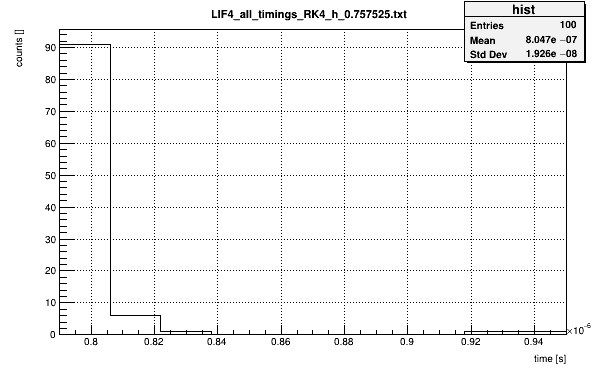 LIF4_all_timings_RK4_h_0.757525.txt
hist
Entries 100
Mean 8.047e −07
Std Dev 1.926e −08
counts []
90
80
70
60
50
40
30
20
10
0
0.8 0.82 0.84 0.86 0.88 0.9 0.92 0.94
×10⁻⁶
time [s]